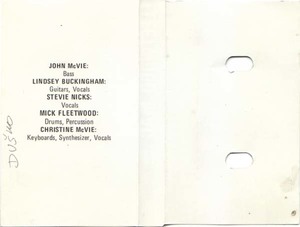 JOHN McVIE:
Bass
LINDSEY BUCKINGHAM:
Guitars, Vocals
STEVIE NICKS:
Vocals
MICK FLEETWOOD:
Drums, Percussion
CHRISTINE McVIE:
Keyboards, Synthesizer, Vocals